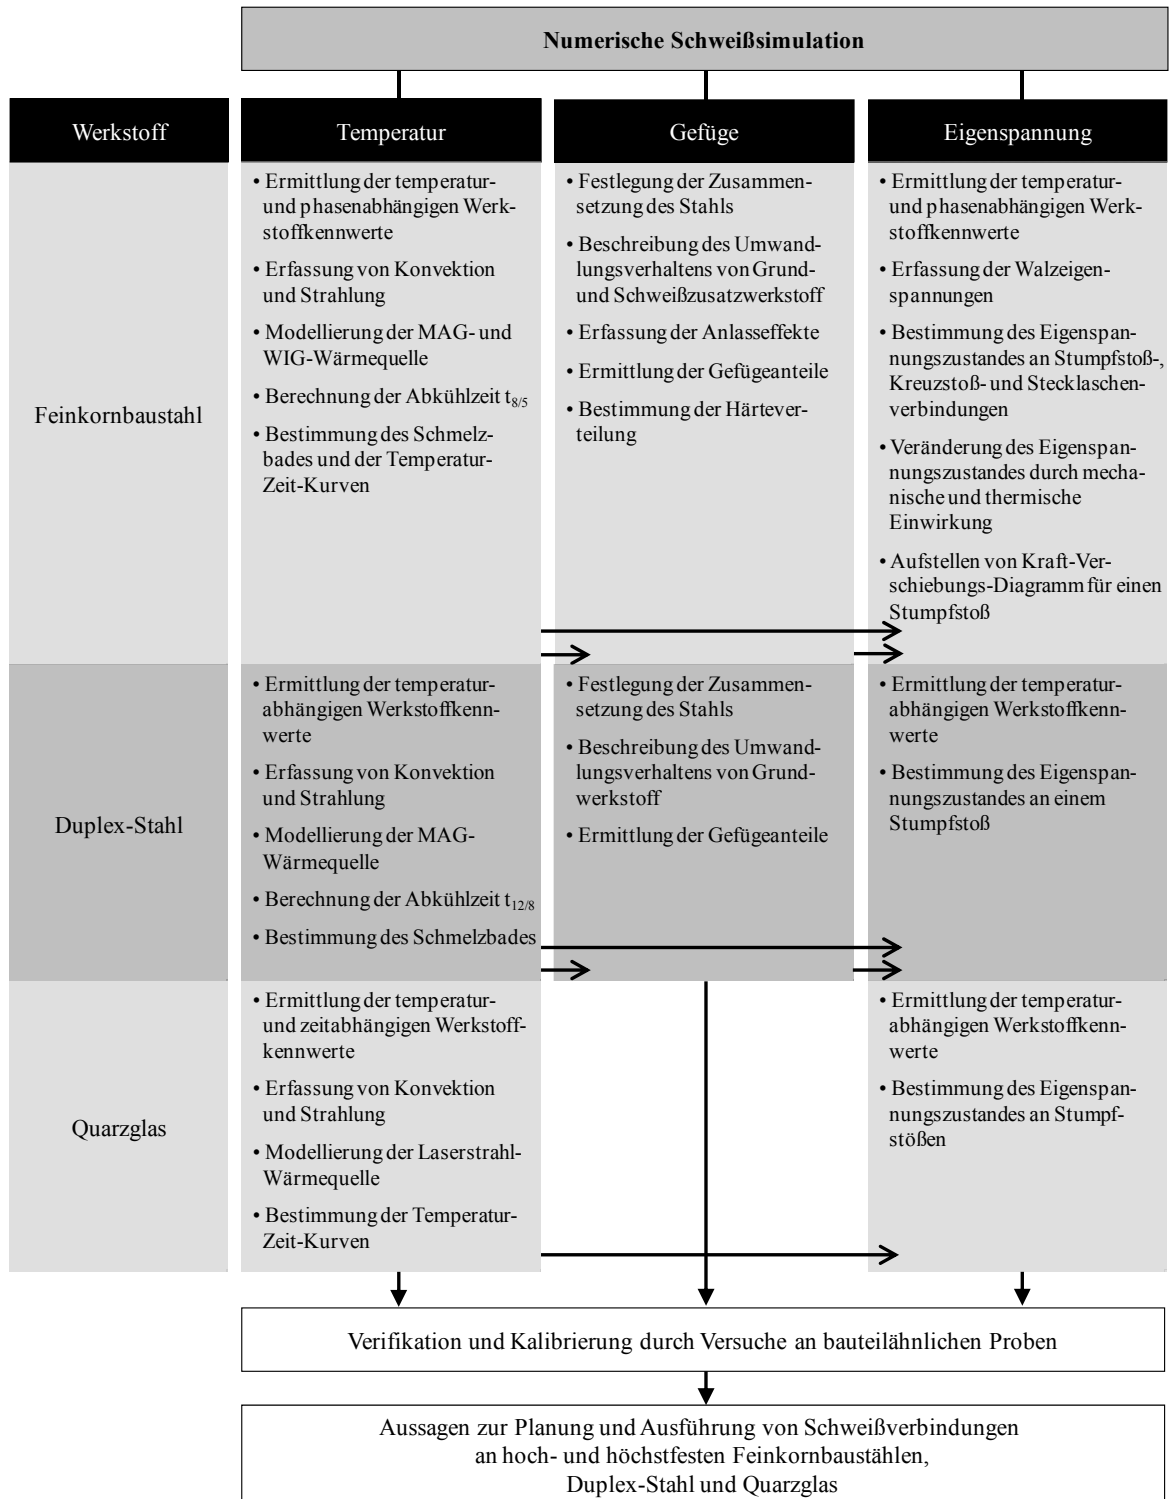 Numerische Schweißsimulation
Werkstoff
Temperatur
Gefüge
Eigenspannung
Feinkornbaustahl
• Ermittlung der temperatur-
und phasenabhängigen Werk-
stoffkennwerte
• Erfassung von Konvektion
und Strahlung
• Modellierung der MAG- und
WIG-Wärmequelle
• Berechnung der Abkühlzeit t8/5
• Bestimmung des Schmelz-
bades und der Temperatur-
Zeit-Kurven
• Festlegung der Zusammen-
setzung des Stahls
• Beschreibung des Umwand-
lungsverhaltens von Grund-
und Schweißzusatzwerkstoff
• Erfassung der Anlasseffekte
• Ermittlung der Gefügeanteile
• Bestimmung der Härtever-
teilung
• Ermittlung der temperatur-
und phasenabhängigen Werk-
stoffkennwerte
• Erfassung der Walzeigen-
spannungen
• Bestimmung des Eigenspan-
nungszustandes an Stumpfstoß-,
Kreuzstoß- und Stecklaschen-
verbindungen
• Veränderung des Eigenspan-
nungszustandes durch mecha-
nische und thermische
Einwirkung
• Aufstellen von Kraft-Ver-
schiebungs-Diagramm für einen
Stumpfstoß
Duplex-Stahl
• Ermittlung der temperatur-
abhängigen Werkstoffkenn-
werte
• Erfassung von Konvektion
und Strahlung
• Modellierung der MAG-
Wärmequelle
• Berechnung der Abkühlzeit t12/8
• Bestimmung des Schmelzbades
• Festlegung der Zusammen-
setzung des Stahls
• Beschreibung des Umwand-
lungsverhaltens von Grund-
werkstoff
• Ermittlung der Gefügeanteile
• Ermittlung der temperatur-
abhängigen Werkstoffkenn-
werte
• Bestimmung des Eigenspan-
nungszustandes an einem
Stumpfstoß
Quarzglas
• Ermittlung der temperatur-
und zeitabhängigen Werkstoff-
kennwerte
• Erfassung von Konvektion
und Strahlung
• Modellierung der Laserstrahl-
Wärmequelle
• Bestimmung der Temperatur-
Zeit-Kurven
• Ermittlung der temperatur-
abhängigen Werkstoffkenn-
werte
• Bestimmung des Eigenspan-
nungszustandes an Stumpf-
stößen
Verifikation und Kalibrierung durch Versuche an bauteilähnlichen Proben
Aussagen zur Planung und Ausführung von Schweißverbindungen
an hoch- und höchstfesten Feinkornbaustählen,
Duplex-Stahl und Quarzglas